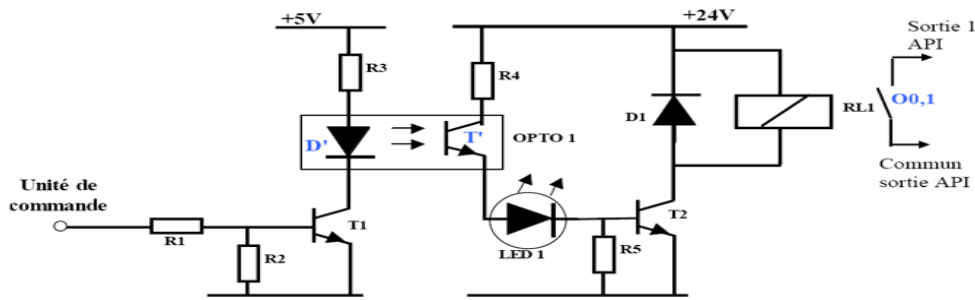 +5V
+24V
Sortie 1
API
R3
R4
D1
RL1
O0,1
D'
T'
OPTO 1
Commun
sortie API
Unité de
commande
T1
T2
R1
R2
LED 1
R5